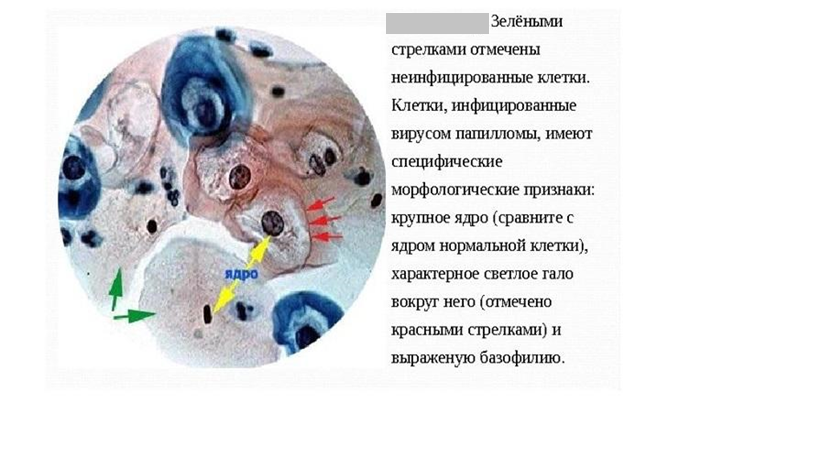 Зелёными
стрелками отмечены
неинфицированные клетки.
Клетки, инфицированные
вирусом папилломы, имеют
специфические
морфологические признаки:
крупное ядро (сравните с
ядром нормальной клетки),
характерное светлое гало
вокруг него (отмечено
красными стрелками) и
выраженую базофилию.
ядро